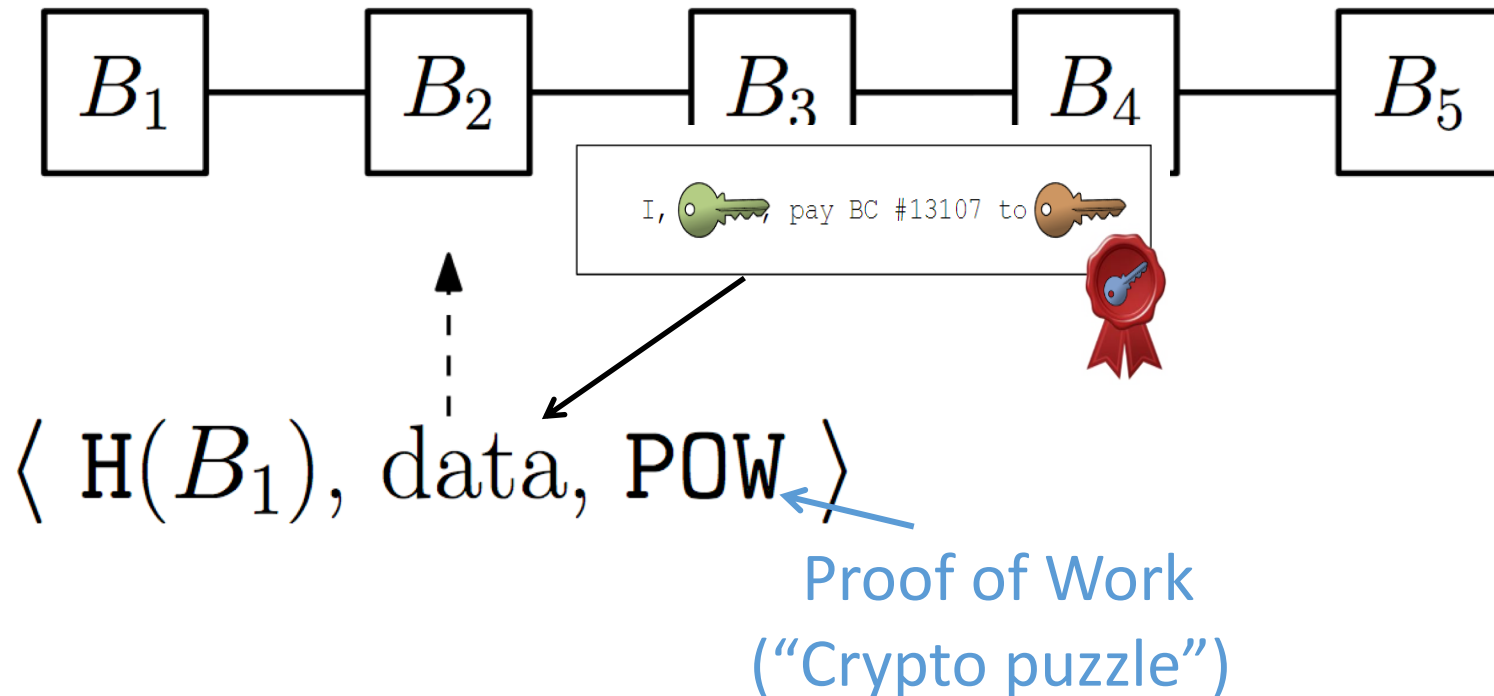 B₁ B₂ B₃ B₄ B₅
I, , pay BC #13107 to
⟨ H(B₁), data, POW ⟩
Proof of Work
(“Crypto puzzle”)